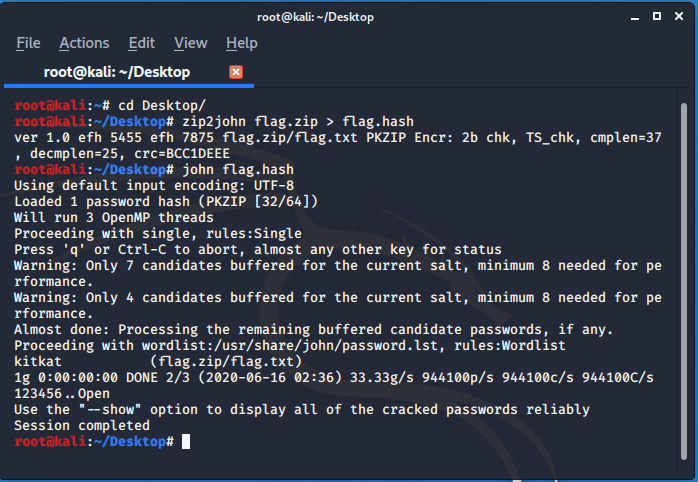 root@kali: ~/Desktop
File Actions Edit View Help
root@kali: ~/Desktop
root@kali:~# cd Desktop/
root@kali:~/Desktop# zip2john flag.zip > flag.hash
ver 1.0 efh 5455 efh 7875 flag.zip/flag.txt PKZIP Encr: 2b chk, TS_chk, cmplen=37
, decmplen=25, crc=BCC1DEEE
root@kali:~/Desktop# john flag.hash
Using default input encoding: UTF-8
Loaded 1 password hash (PKZIP [32/64])
Will run 3 OpenMP threads
Proceeding with single, rules:Single
Press 'q' or Ctrl-C to abort, almost any other key for status
Warning: Only 7 candidates buffered for the current salt, minimum 8 needed for pe
rformance.
Warning: Only 4 candidates buffered for the current salt, minimum 8 needed for pe
rformance.
Almost done: Processing the remaining buffered candidate passwords, if any.
Proceeding with wordlist:/usr/share/john/password.lst, rules:Wordlist
kitkat           (flag.zip/flag.txt)
1g 0:00:00:00 DONE 2/3 (2020-06-16 02:36) 33.33g/s 944100p/s 944100c/s 944100C/s
123456..Open
Use the "--show" option to display all of the cracked passwords reliably
Session completed
root@kali:~/Desktop#